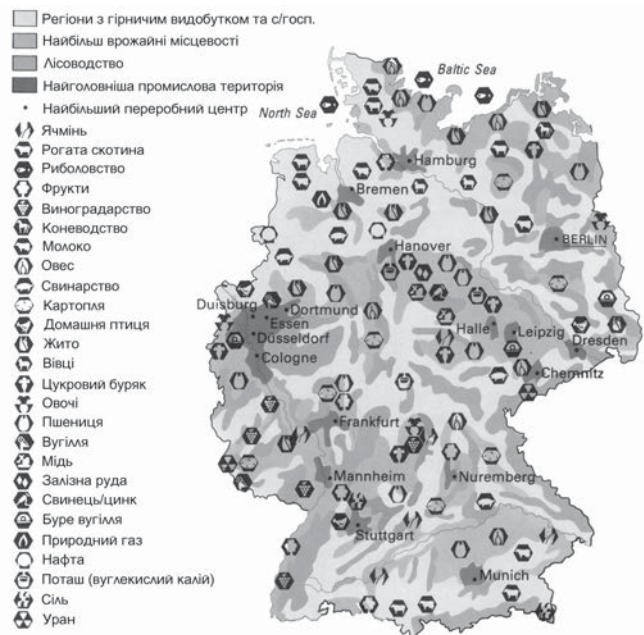 Регіони з гірничим видобутком та с/госп.
Найбільш врожайні місцевості
Лісоводство
Найголовніша промислова територія
Найбільший переробний центр
Ячмінь
Рогата скотина
Риболовство
Фрукти
Виноградарство
Коневодство
Молоко
Овес
Свинарство
Картопля
Домашня птиця
Жито
Вівці
Цукровий буряк
Овочі
Пшениця
Вугілля
Мідь
Залізна руда
Свинець/цинк
Буре вугілля
Природний газ
Нафта
Поташ (вуглекислий калій)
Сіль
Уран
Baltic Sea
North Sea
Hamburg
Bremen
BERLIN
Hanover
Duisburg
Dortmund
Essen
Düsseldorf
Cologne
Halle
Leipzig
Dresden
Chemnitz
Frankfurt
Mannheim
Nuremberg
Stuttgart
Munich